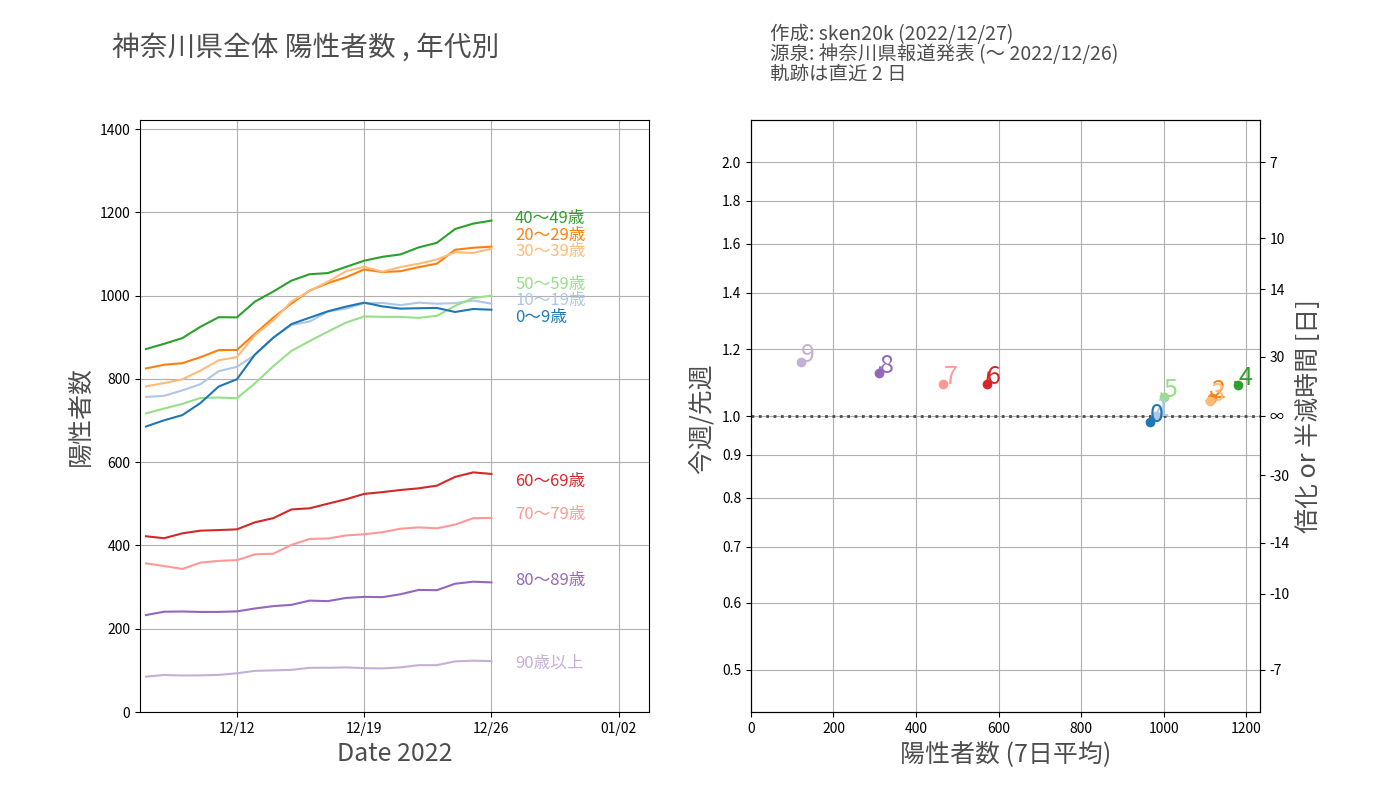 神奈川県全体 陽性者数 , 年代別
作成: sken20k (2022/12/27)
源泉: 神奈川県報道発表 (〜 2022/12/26)
軌跡は直近 2 日
陽性者数
1400
1200
1000
800
600
400
200
0
40〜49歳
20〜29歳
30〜39歳
50〜59歳
10〜19歳
0〜9歳
60〜69歳
70〜79歳
80〜89歳
90歳以上
12/12
12/19
12/26
01/02
Date 2022
今週/先週
2.0
1.8
1.6
1.4
1.2
1.0
0.9
0.8
0.7
0.6
0.5
9
8
7
6
0
1
5
2
3
4
7
10
14
30
∞
-30
-14
-10
-7
倍化 or 半減時間 [日]
0
200
400
600
800
1000
1200
陽性者数 (7日平均)